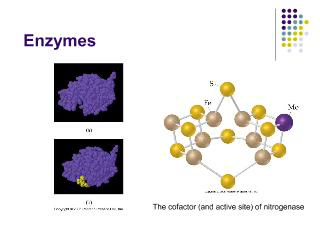 Enzymes
S
Fe
Mo
(a)
The cofactor (and active site) of nitrogenase